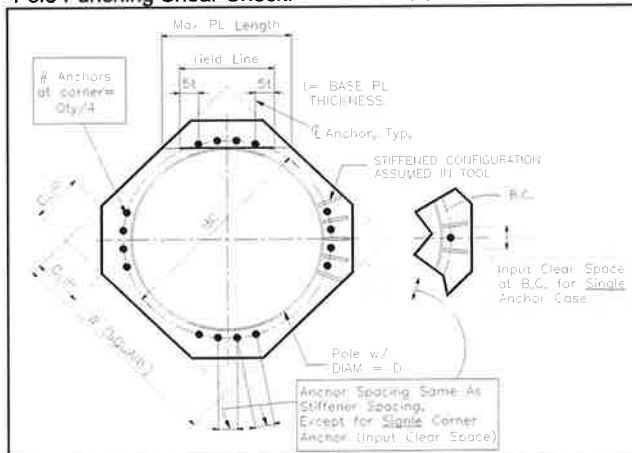 Pole Punching Shear Check:
Max PL Length
Yield Line
5t
5t
# Anchors
at corner=
Qty/4
t= BASE PL
THICKNESS
℄ Anchor, Typ.
STIFFENED CONFIGURATION
ASSUMED IN TOOL
B.C.
BC
Input Clear Space
at B.C. for Single
Anchor Case
Pole w/
DIAM = D
Anchor Spacing Same As
Stiffener Spacing,
Except for Single Corner
Anchor (Input Clear Space)